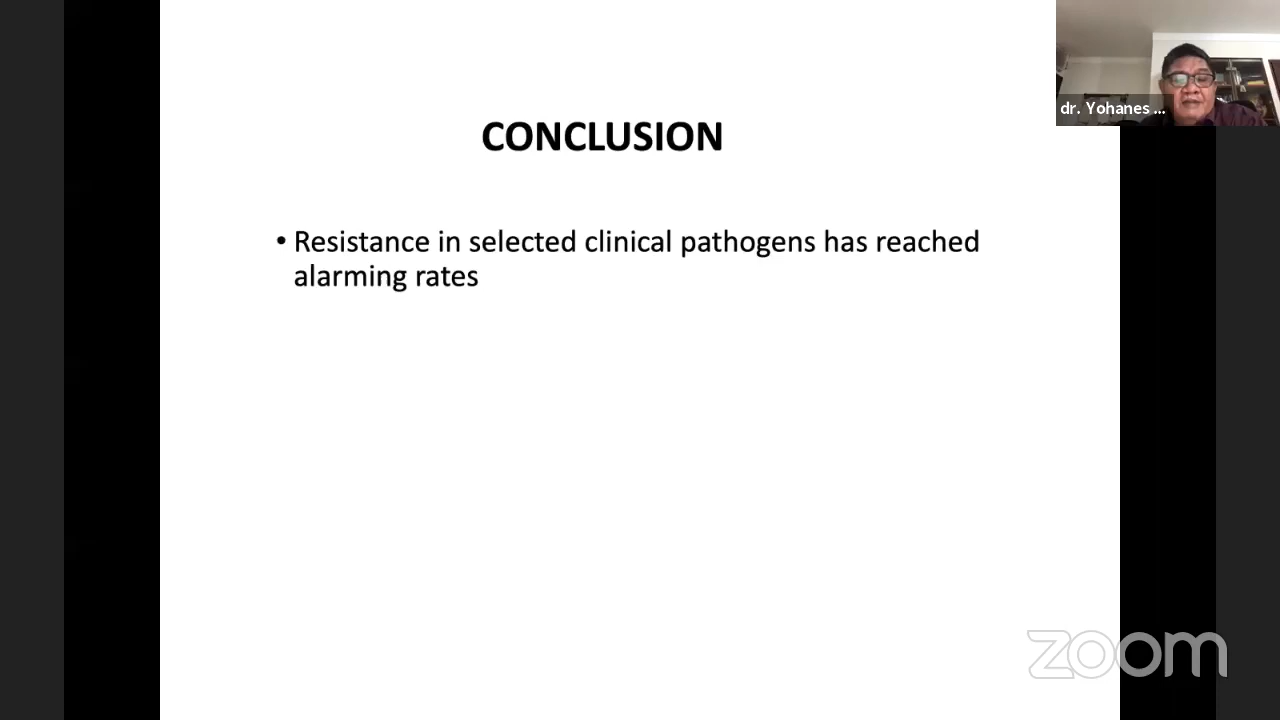 dr. Yohanes ...
CONCLUSION
• Resistance in selected clinical pathogens has reached
alarming rates
zoom